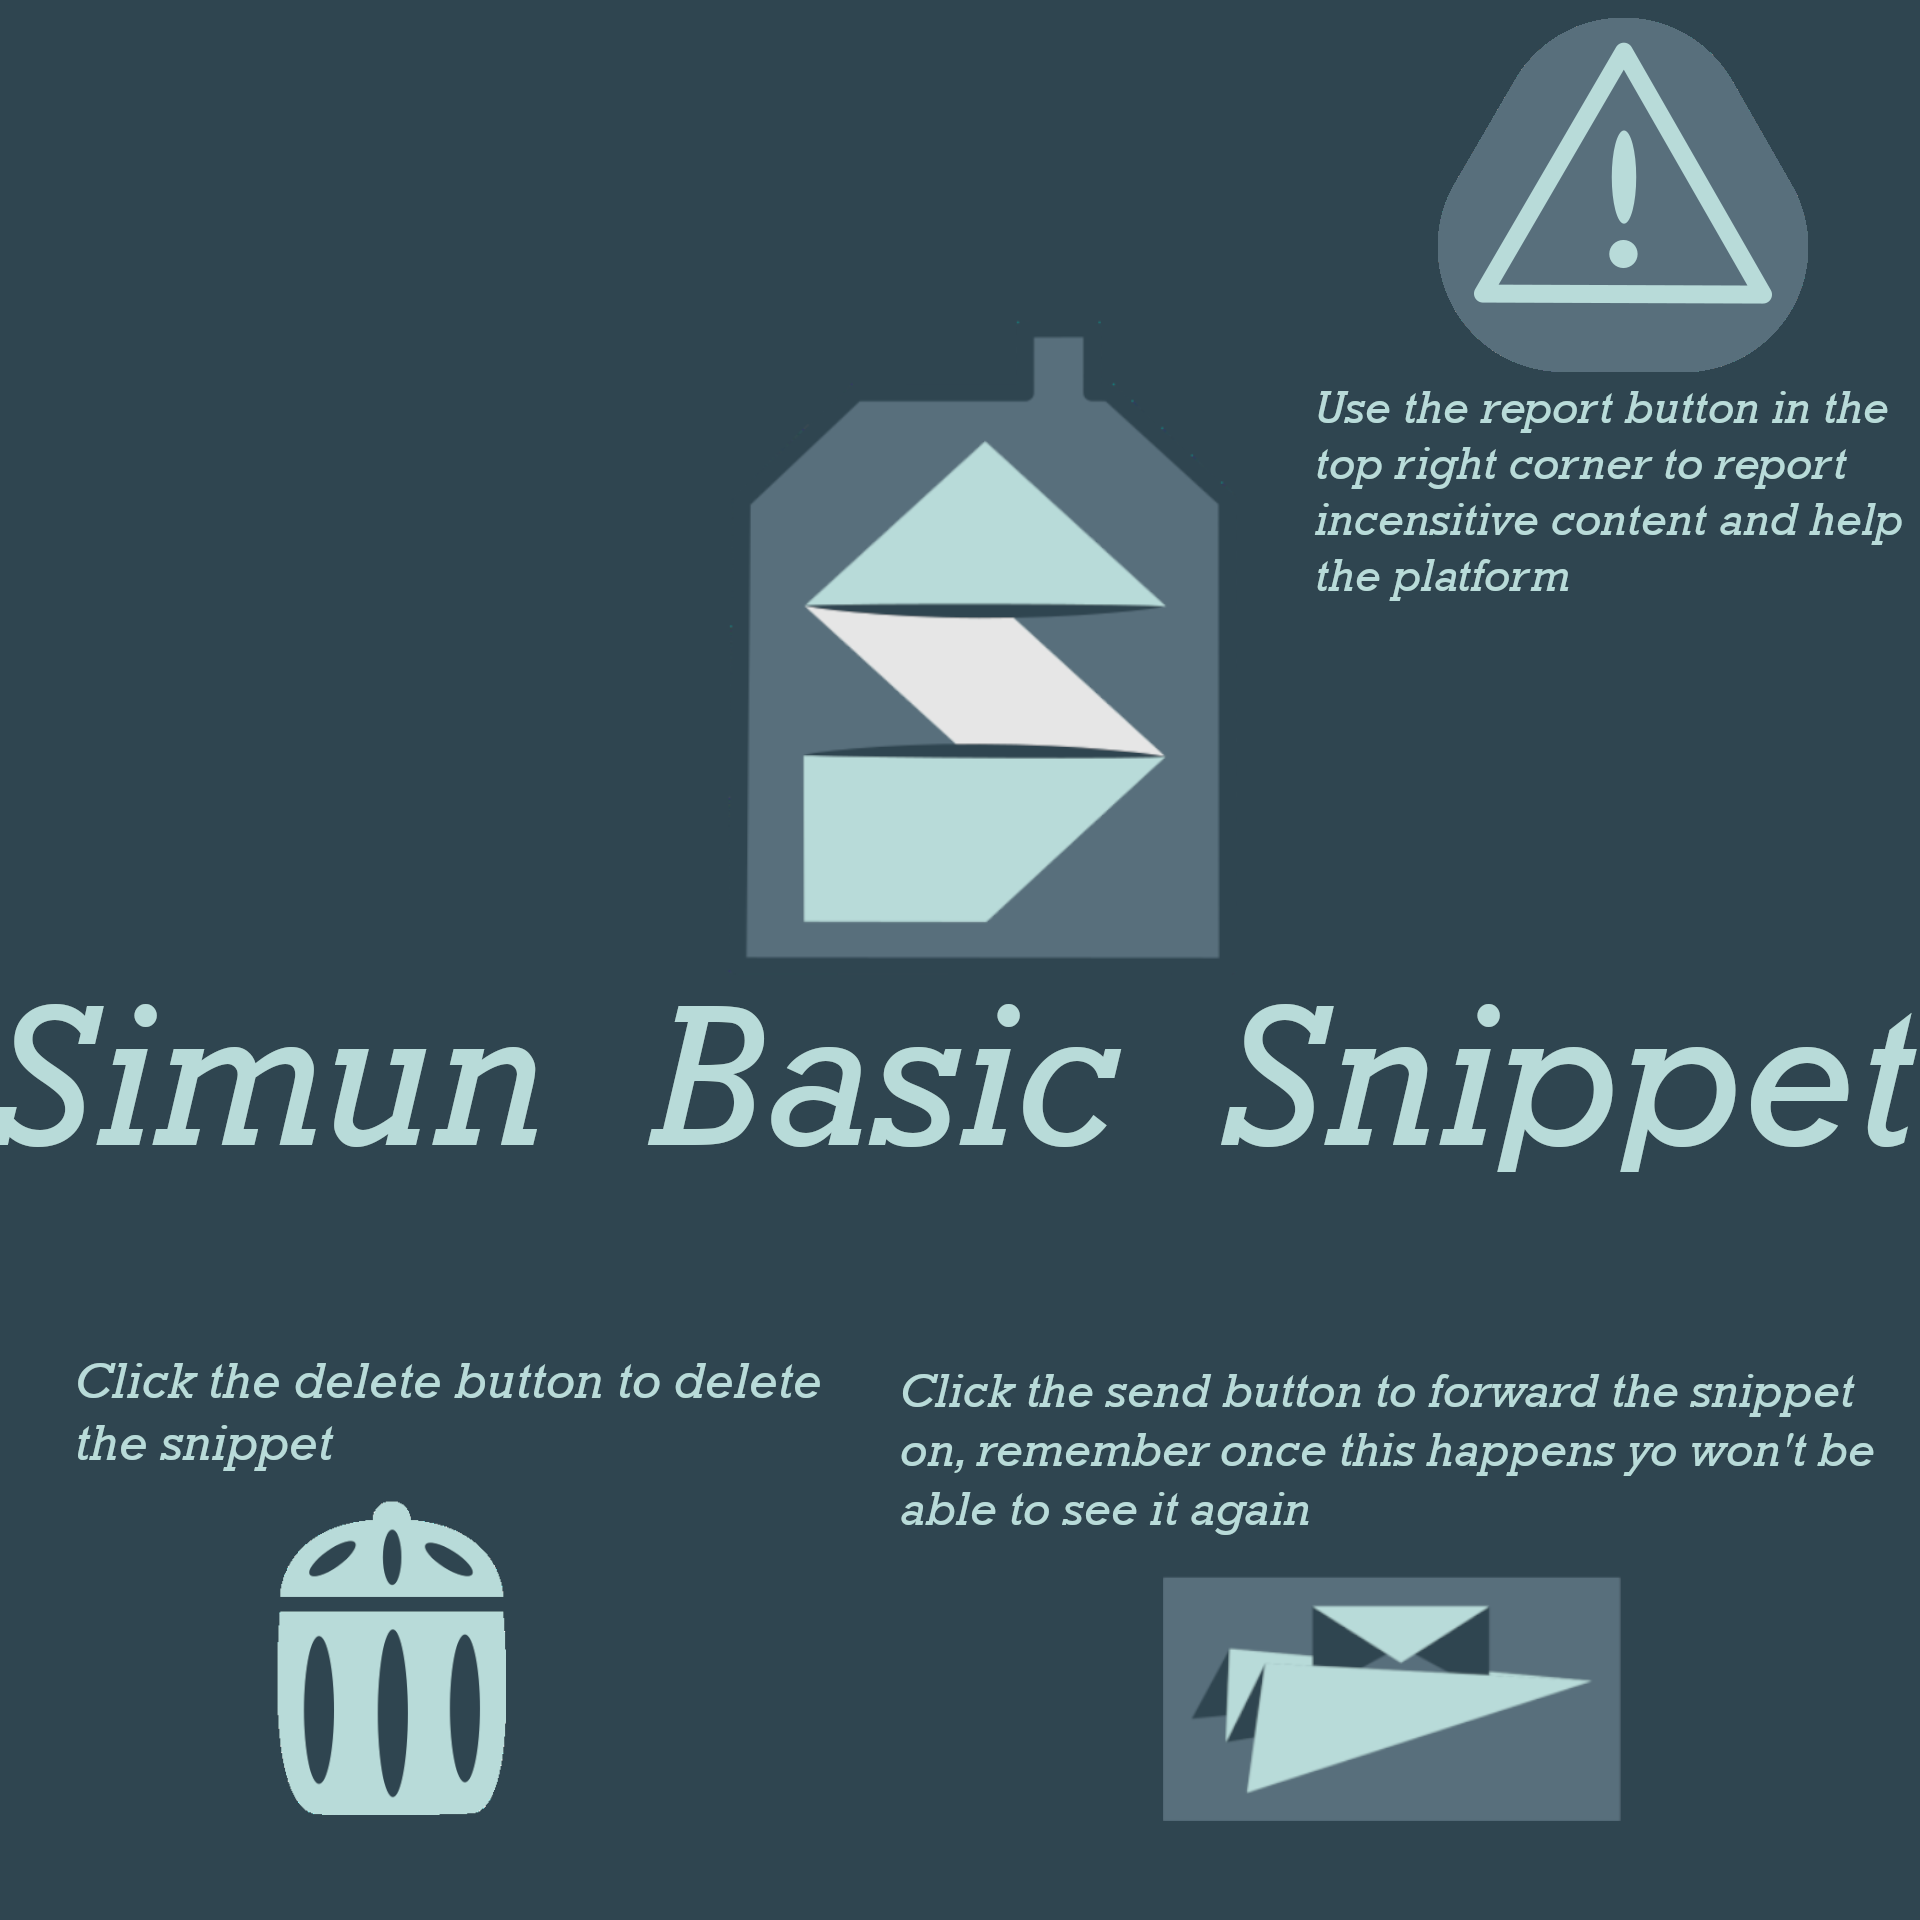 Use the report button in the
top right corner to report
incensitive content and help
the platform
Simun Basic Snippet
Click the delete button to delete
the snippet
Click the send button to forward the snippet
on, remember once this happens yo won't be
able to see it again